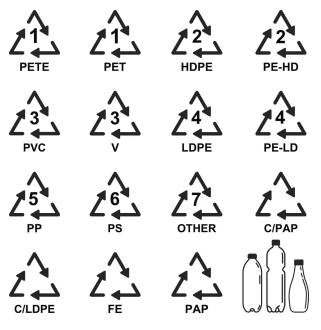 1 1 2 2
PETE PET HDPE PE-HD
3 3 4 4
PVC V LDPE PE-LD
5 6 7
PP PS OTHER C/PAP
C/LDPE FE PAP